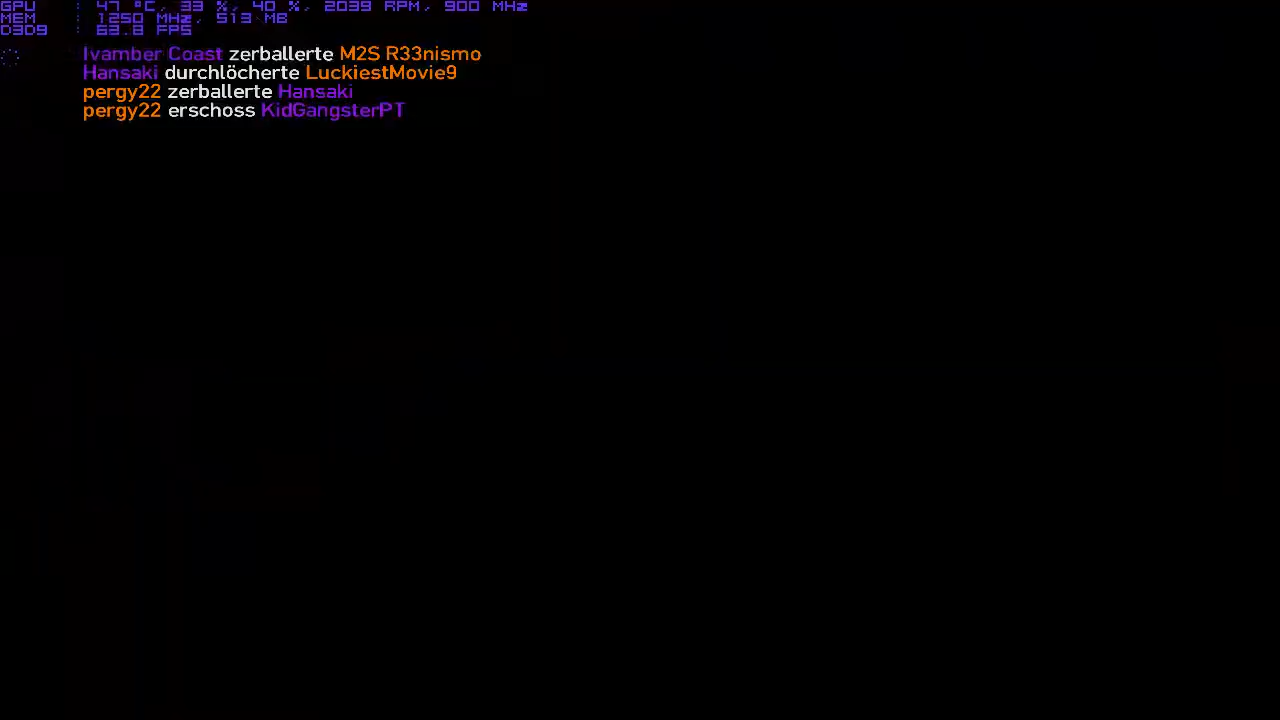 GPU : 47 °C, 33 %, 40 %, 2039 RPM, 900 MHz
MEM : 1250 MHz, 513 MB
D3D9 : 63.8 FPS
Ivamber Coast zerballerte M2S R33nismo
Hansaki durchlöcherte LuckiestMovie9
pergy22 zerballerte Hansaki
pergy22 erschoss KidGangsterPT